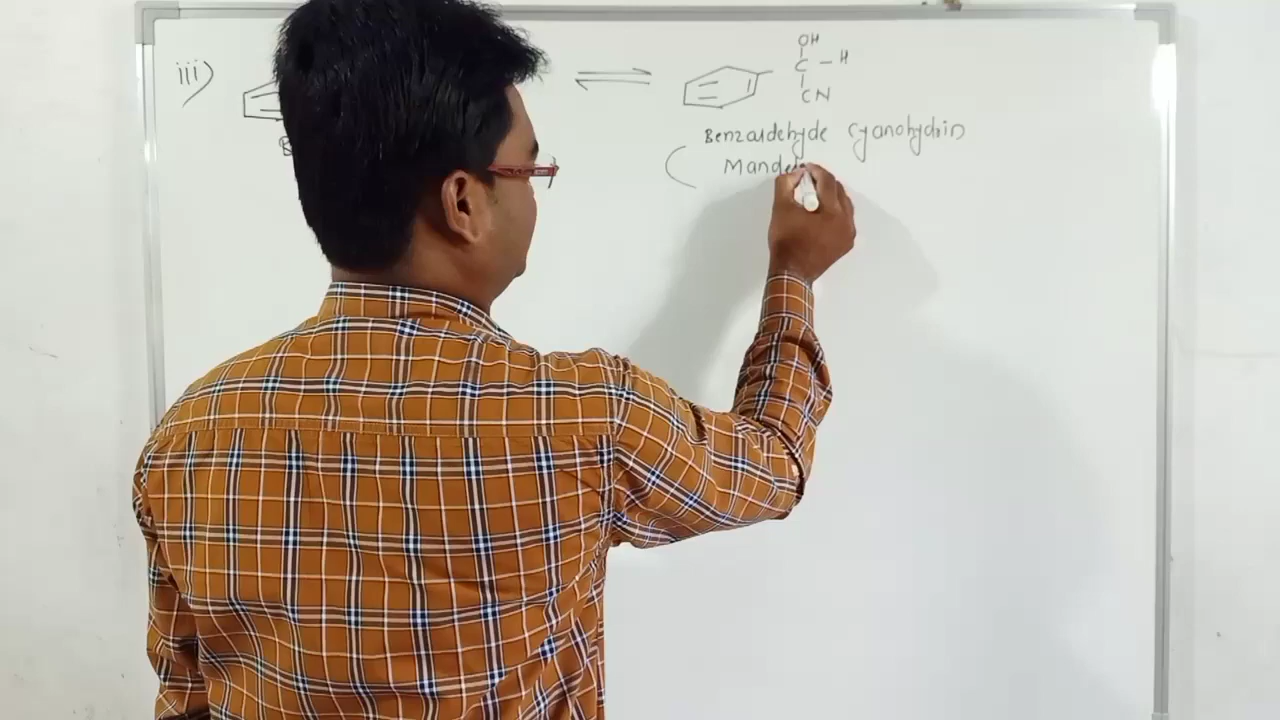 iii)
OH
C - H
CN
Benzaldehyde Cyanohydrin
( Mandel